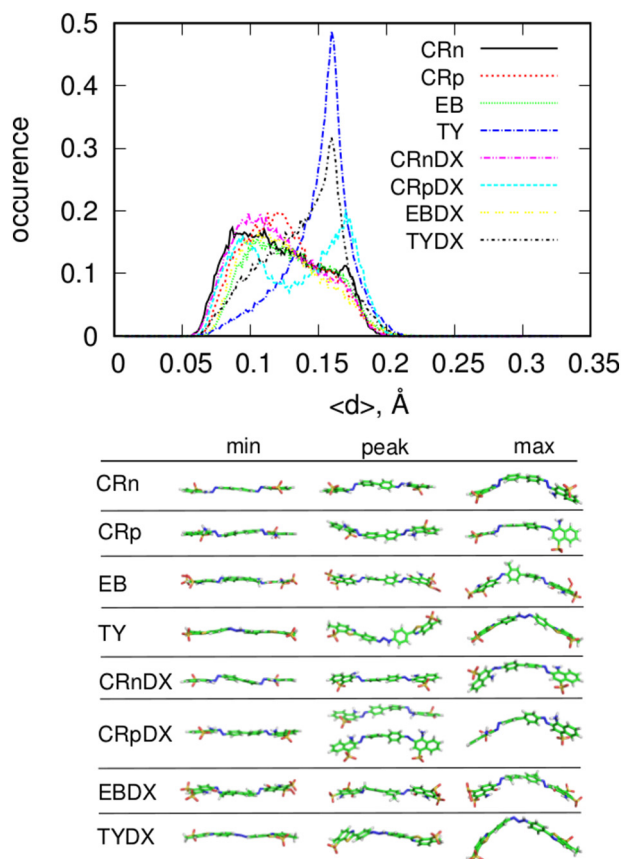 0.5
0.4
0.3
0.2
0.1
0
occurence
CRn
CRp
EB
TY
CRnDX
CRpDX
EBDX
TYDX
0 0.05 0.1 0.15 0.2 0.25 0.3 0.35
<d>, Å
min peak max
CRn
CRp
EB
TY
CRnDX
CRpDX
EBDX
TYDX